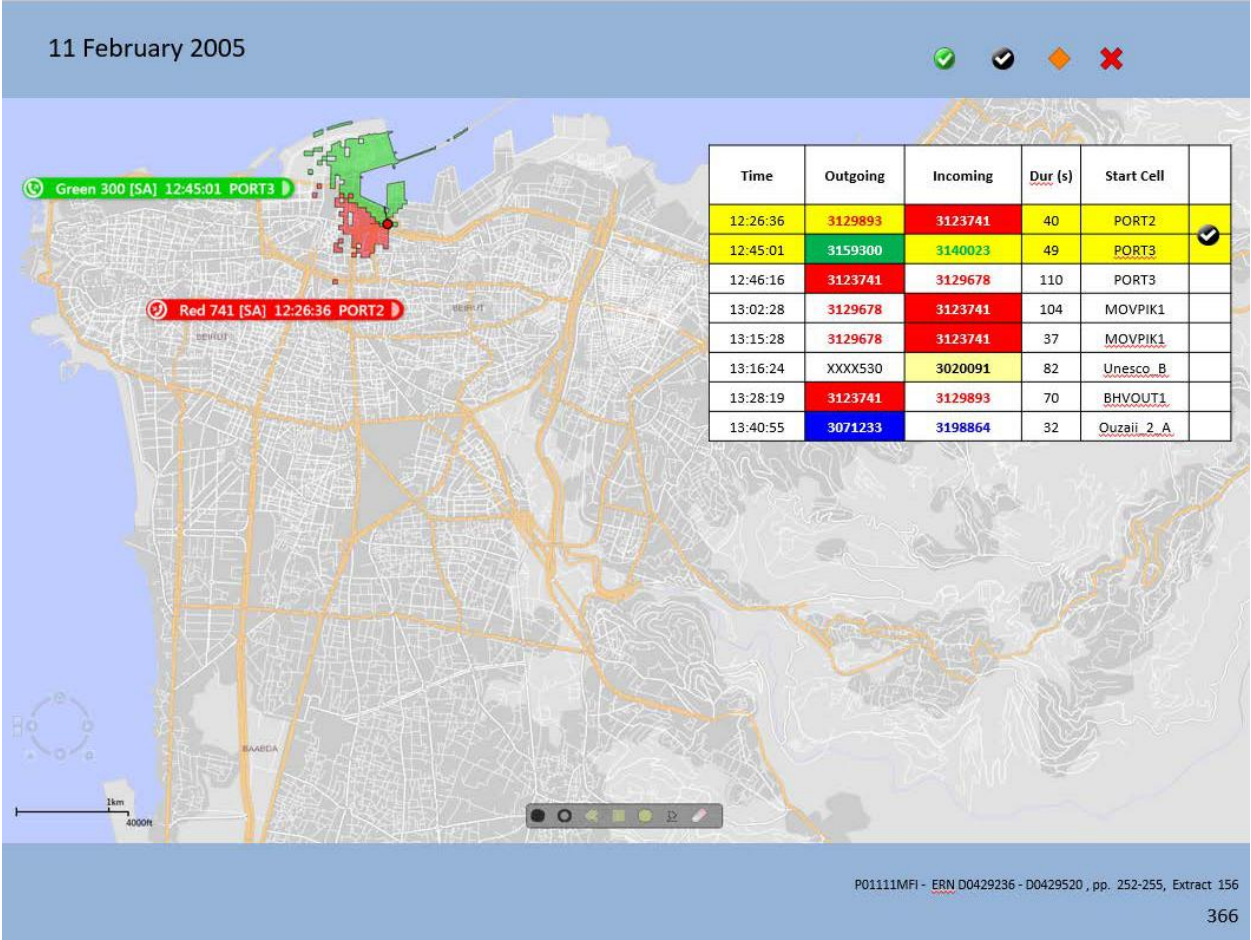 11 February 2005
Green 300 [SA] 12:45:01 PORT3
Red 741 [SA] 12:26:36 PORT2
BEIRUT
BEIRUT
BAABDA
1km
4000ft
Time Outgoing Incoming Dur (s) Start Cell
12:26:36 3129893 3123741 40 PORT2
12:45:01 3159300 3140023 49 PORT3
12:46:16 3123741 3129678 110 PORT3
13:02:28 3129678 3123741 104 MOVPIK1
13:15:28 3129678 3123741 37 MOVPIK1
13:16:24 XXXX530 3020091 82 Unesco_B
13:28:19 3123741 3129893 70 BHVOUT1
13:40:55 3071233 3198864 32 Ouzaii_2_A
P01111MFI - ERN D0429236 - D0429520 , pp. 252-255, Extract 156
366